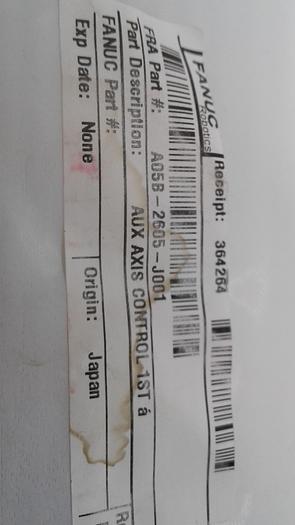 FANUC
Robotics
Receipt: 364264
FRA Part #: A05B-2605-J001
Part Description: AUX AXIS CONTROL 1ST á
FANUC Part #:
Exp Date: None
Origin: Japan